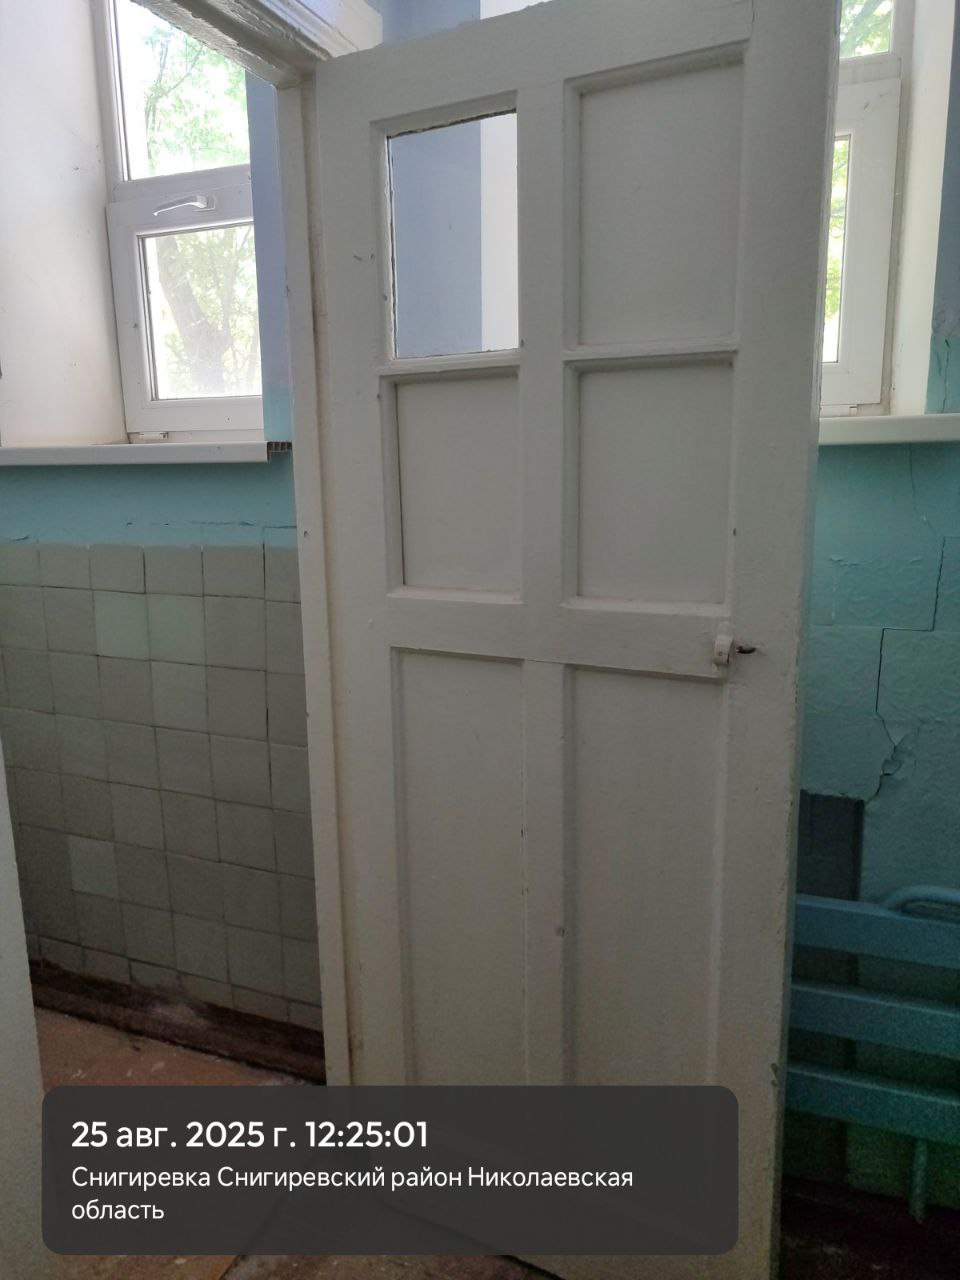 25 авг. 2025 г. 12:25:01
Снигиревка Снигиревский район Николаевская
область